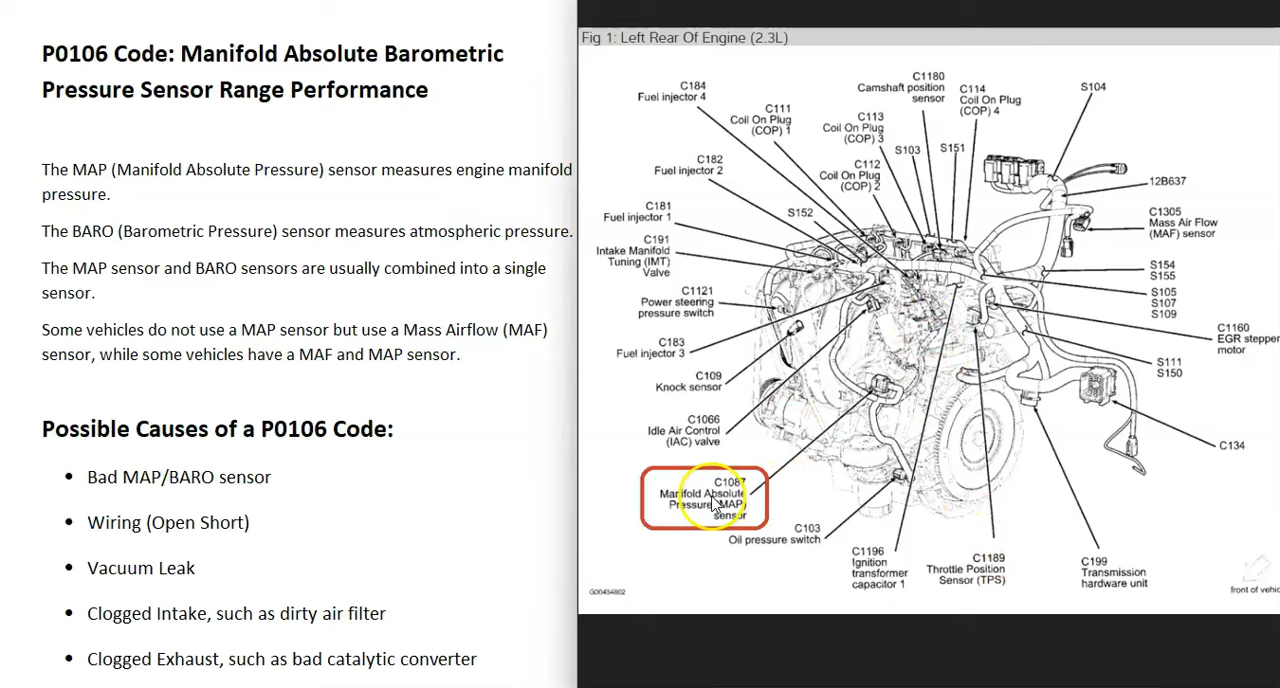 P0106 Code: Manifold Absolute Barometric
Pressure Sensor Range Performance
The MAP (Manifold Absolute Pressure) sensor measures engine manifold
pressure.
The BARO (Barometric Pressure) sensor measures atmospheric pressure.
The MAP sensor and BARO sensors are usually combined into a single
sensor.
Some vehicles do not use a MAP sensor but use a Mass Airflow (MAF)
sensor, while some vehicles have a MAF and MAP sensor.
Possible Causes of a P0106 Code:
• Bad MAP/BARO sensor
• Wiring (Open Short)
• Vacuum Leak
• Clogged Intake, such as dirty air filter
• Clogged Exhaust, such as bad catalytic converter
Fig 1: Left Rear Of Engine (2.3L)
C184
Fuel injector 4
C111
Coil On Plug
(COP) 1
C1180
Camshaft position
sensor
C114
Coil On Plug
(COP) 4
S104
C113
Coil On Plug
(COP) 3
S103
S151
C182
Fuel injector 2
C112
Coil On Plug
(COP) 2
12B637
C181
Fuel injector 1
S152
C1305
Mass Air Flow
(MAF) sensor
C191
Intake Manifold
Tuning (IMT)
Valve
S154
S155
C1121
Power steering
pressure switch
S105
S107
S109
C183
Fuel injector 3
C1160
EGR stepper
motor
C109
Knock sensor
S111
S150
C1066
Idle Air Control
(IAC) valve
C134
C1087
Manifold Absolute
Pressure (MAP)
sensor
C103
Oil pressure switch
C1196
Ignition
transformer
capacitor 1
C1189
Throttle Position
Sensor (TPS)
C199
Transmission
hardware unit
G00434802
front of vehic